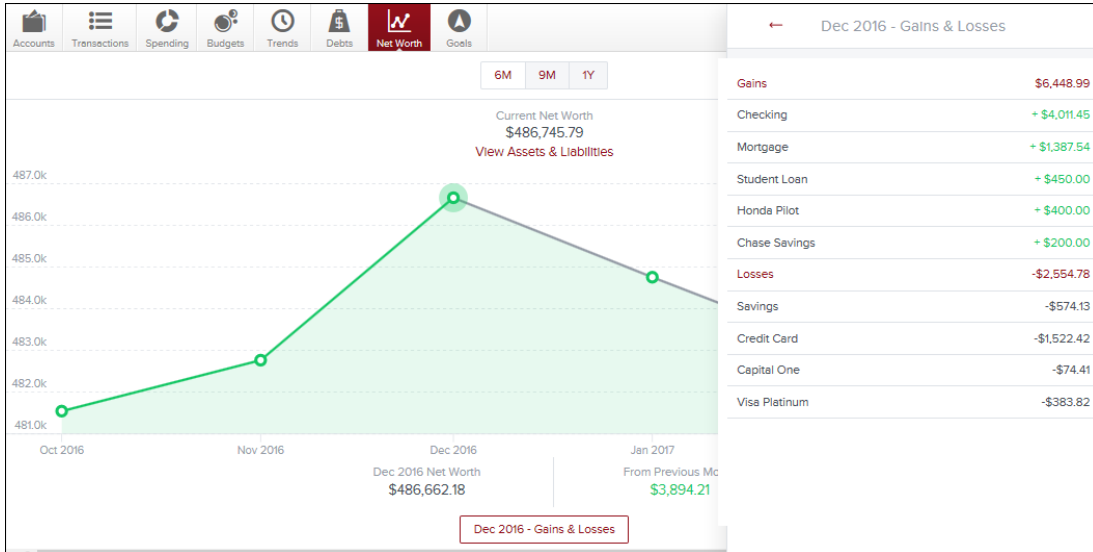 Accounts Transactions Spending Budgets Trends Debts Net Worth Goals
6M 9M 1Y
Current Net Worth
$486,745.79
View Assets & Liabilities
487.0k
486.0k
485.0k
484.0k
483.0k
482.0k
481.0k
Oct 2016 Nov 2016 Dec 2016 Jan 2017
Dec 2016 Net Worth
$486,662.18
From Previous Mo
$3,894.21
Dec 2016 - Gains & Losses
← Dec 2016 - Gains & Losses
Gains $6,448.99
Checking + $4,011.45
Mortgage + $1,387.54
Student Loan + $450.00
Honda Pilot + $400.00
Chase Savings + $200.00
Losses -$2,554.78
Savings -$574.13
Credit Card -$1,522.42
Capital One -$74.41
Visa Platinum -$383.82